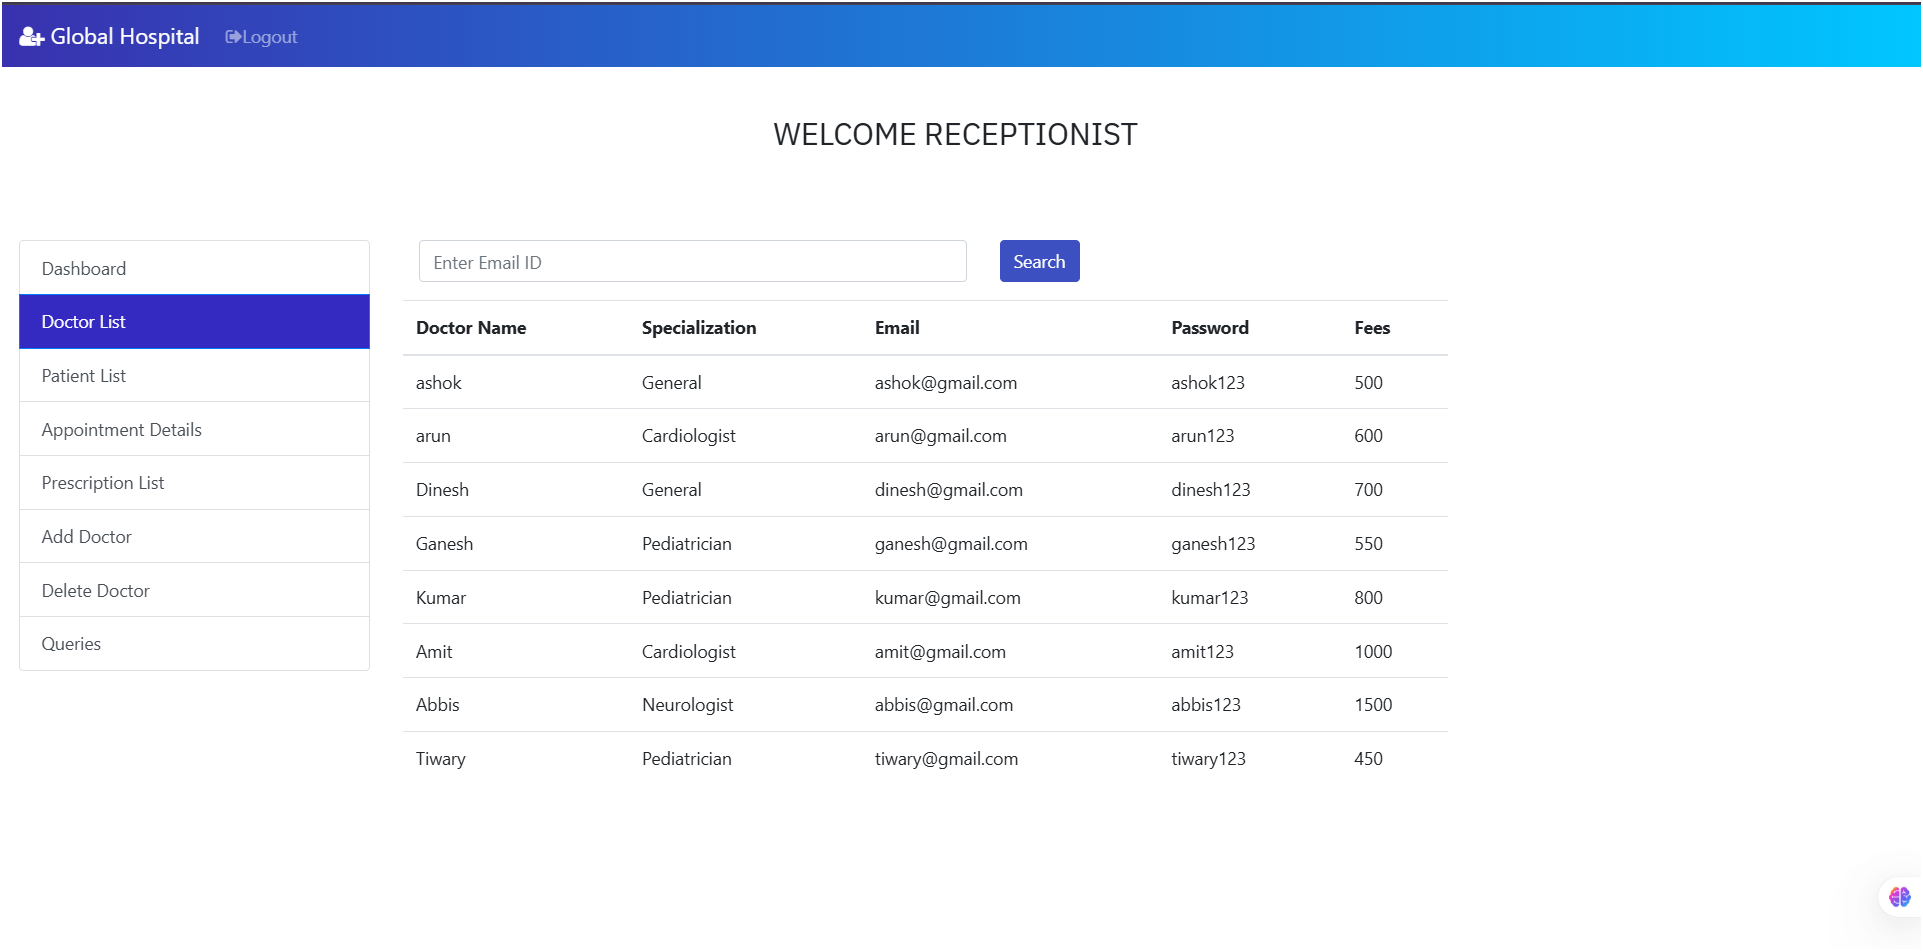 Global Hospital Logout
WELCOME RECEPTIONIST
Dashboard
Doctor List
Patient List
Appointment Details
Prescription List
Add Doctor
Delete Doctor
Queries
Enter Email ID Search
Doctor Name Specialization Email Password Fees
ashok General ashok@gmail.com ashok123 500
arun Cardiologist arun@gmail.com arun123 600
Dinesh General dinesh@gmail.com dinesh123 700
Ganesh Pediatrician ganesh@gmail.com ganesh123 550
Kumar Pediatrician kumar@gmail.com kumar123 800
Amit Cardiologist amit@gmail.com amit123 1000
Abbis Neurologist abbis@gmail.com abbis123 1500
Tiwary Pediatrician tiwary@gmail.com tiwary123 450